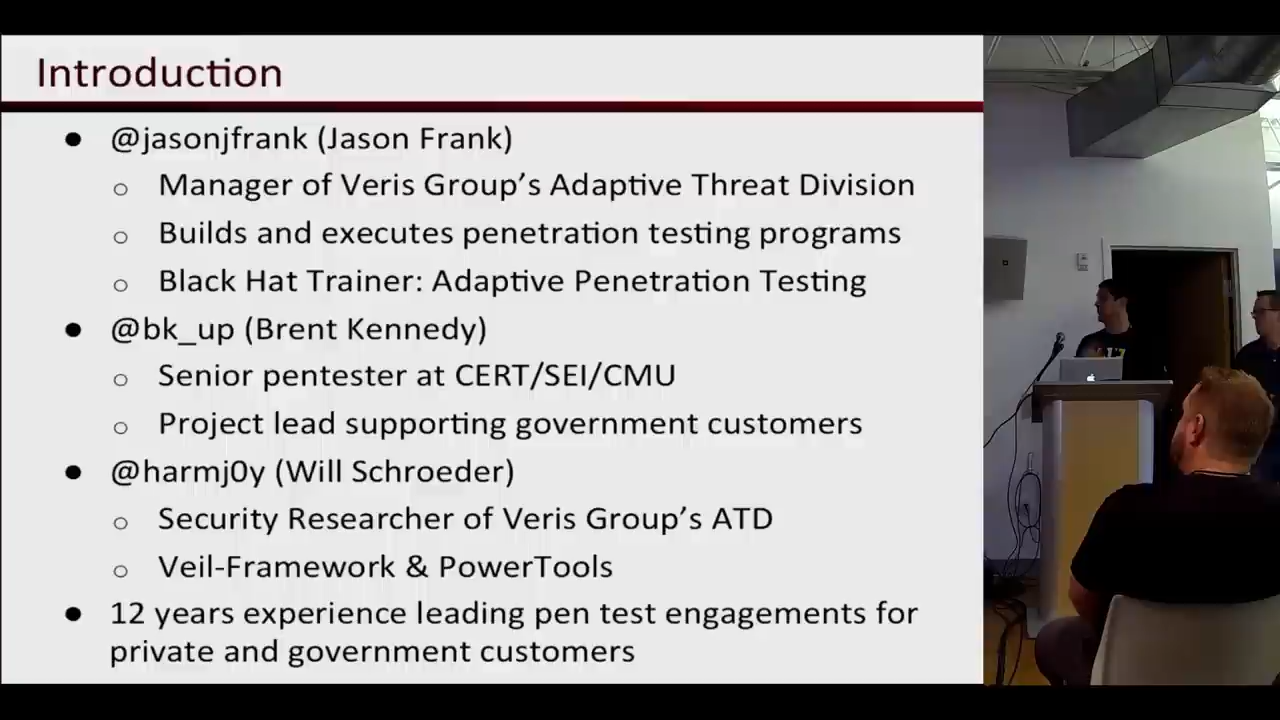 Introduction
● @jasonjfrank (Jason Frank)
○ Manager of Veris Group’s Adaptive Threat Division
○ Builds and executes penetration testing programs
○ Black Hat Trainer: Adaptive Penetration Testing
● @bk_up (Brent Kennedy)
○ Senior pentester at CERT/SEI/CMU
○ Project lead supporting government customers
● @harmj0y (Will Schroeder)
○ Security Researcher of Veris Group’s ATD
○ Veil-Framework & PowerTools
● 12 years experience leading pen test engagements for
private and government customers